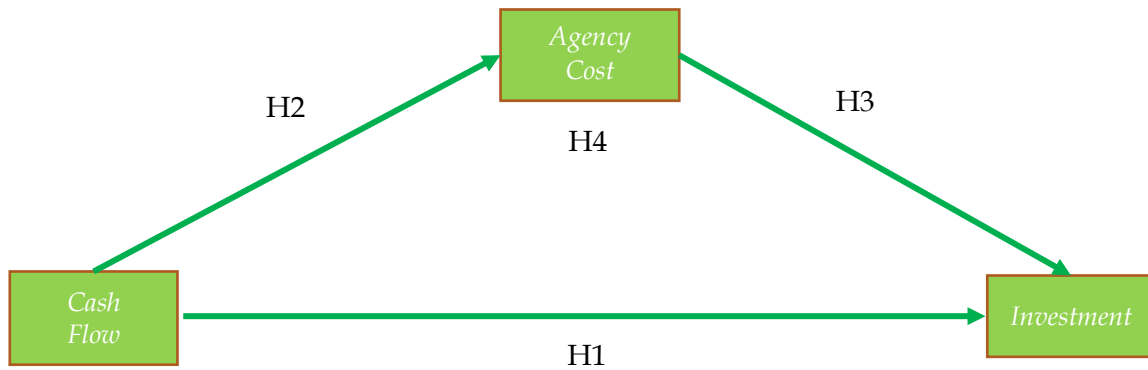 Agency
Cost
H2
H3
H4
Cash
Flow
Investment
H1